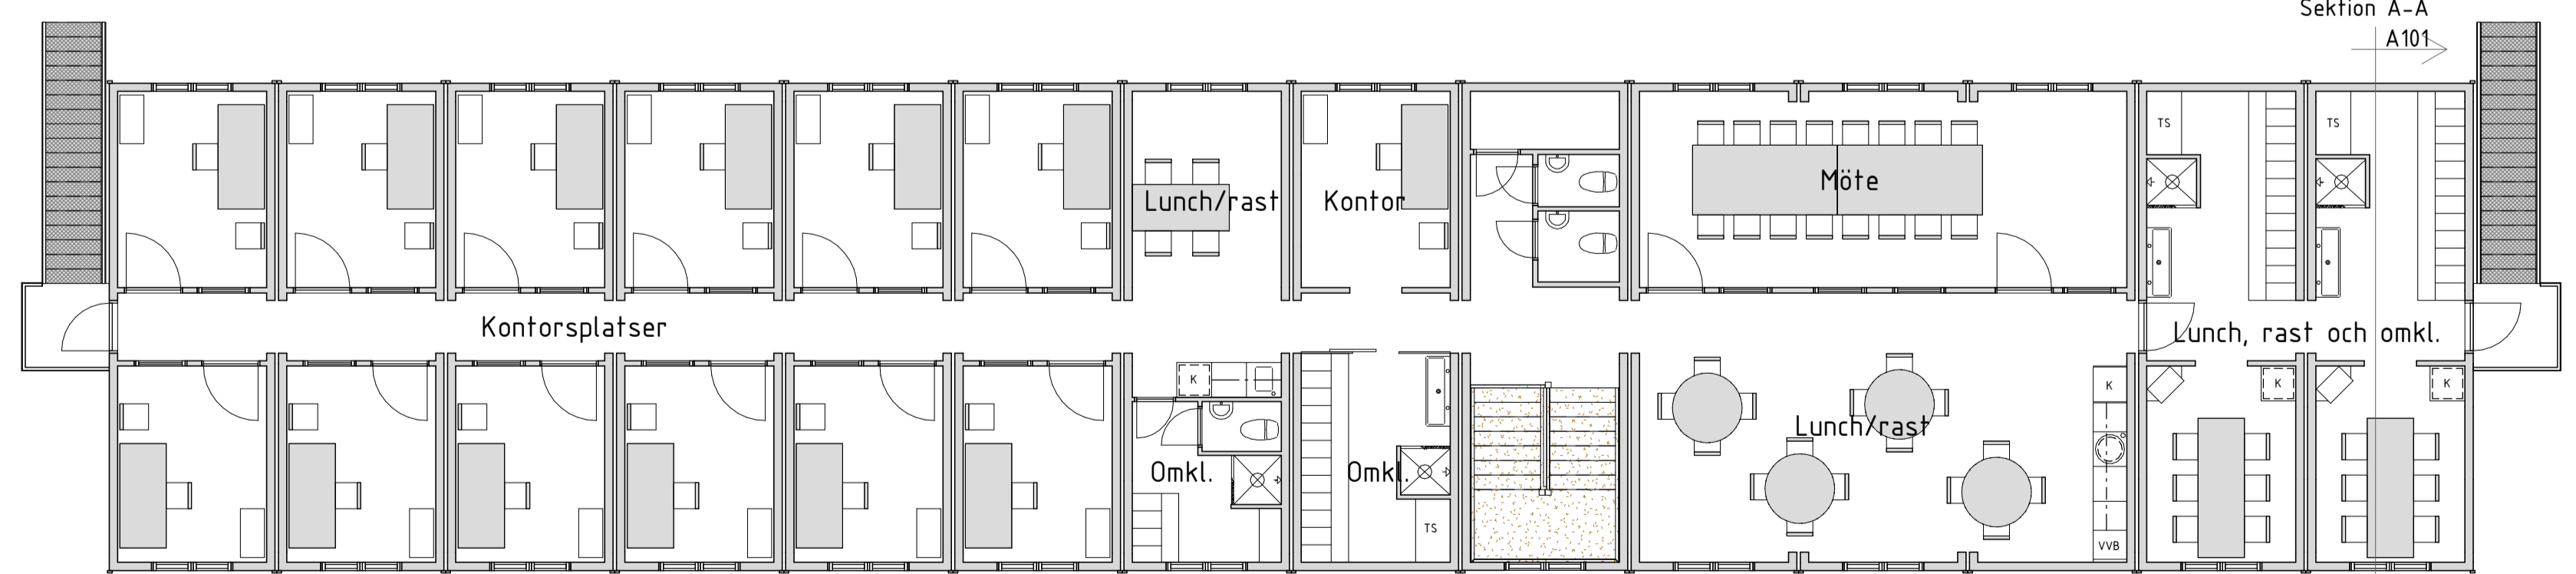 Sektion A-A
A101
TS
TS
Möte
Lunch/rast
Kontor
Kontorsplatser
Lunch, rast och omkl.
K
K
K
K
Lunch/rast
Omkl.
Omkl.
TS
VVB